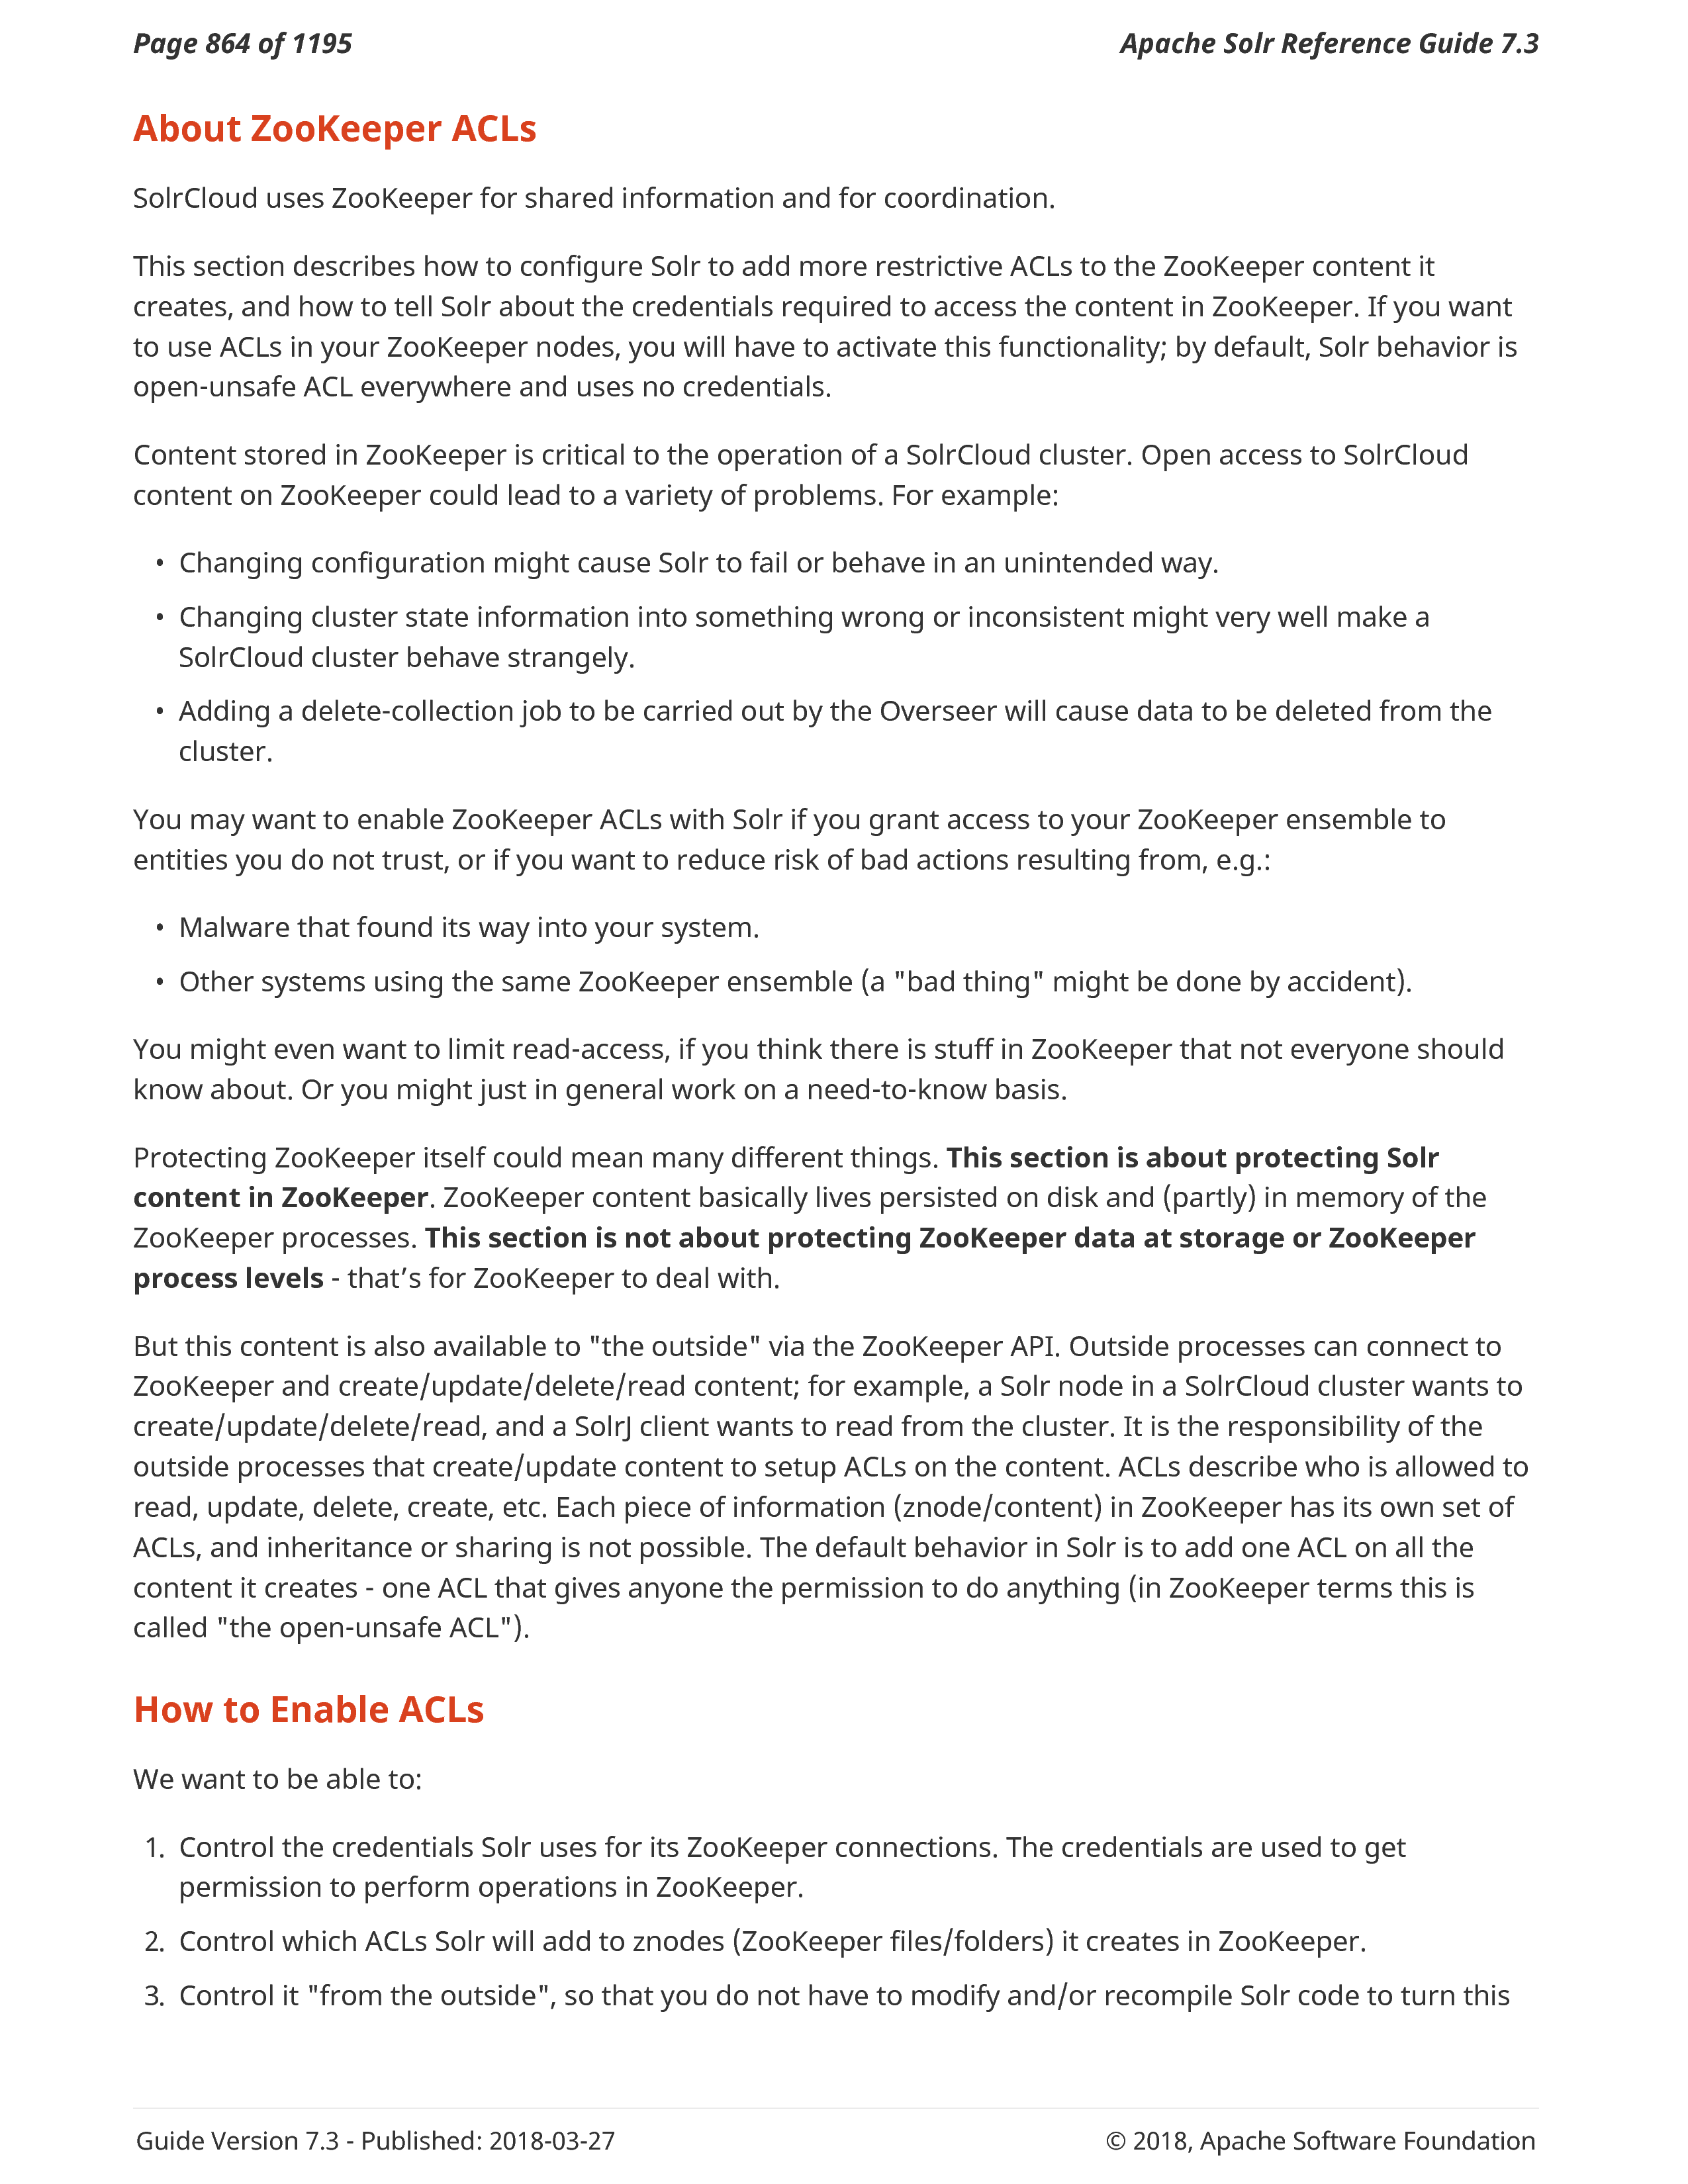 Page 864 of 1195
Apache Solr Reference Guide 7.3
About ZooKeeper ACLs
SolrCloud uses ZooKeeper for shared information and for coordination.
This section describes how to configure Solr to add more restrictive ACLs to the ZooKeeper content it
creates, and how to tell Solr about the credentials required to access the content in ZooKeeper. If you want
to use ACLs in your ZooKeeper nodes, you will have to activate this functionality; by default, Solr behavior is
open-unsafe ACL everywhere and uses no credentials.
Content stored in ZooKeeper is critical to the operation of a SolrCloud cluster. Open access to SolrCloud
content on ZooKeeper could lead to a variety of problems. For example:
• Changing configuration might cause Solr to fail or behave in an unintended way.
• Changing cluster state information into something wrong or inconsistent might very well make a
SolrCloud cluster behave strangely.
• Adding a delete-collection job to be carried out by the Overseer will cause data to be deleted from the
cluster.
You may want to enable ZooKeeper ACLs with Solr if you grant access to your ZooKeeper ensemble to
entities you do not trust, or if you want to reduce risk of bad actions resulting from, e.g.:
• Malware that found its way into your system.
• Other systems using the same ZooKeeper ensemble (a "bad thing" might be done by accident).
You might even want to limit read-access, if you think there is stuff in ZooKeeper that not everyone should
know about. Or you might just in general work on a need-to-know basis.
Protecting ZooKeeper itself could mean many different things. This section is about protecting Solr
content in ZooKeeper. ZooKeeper content basically lives persisted on disk and (partly) in memory of the
ZooKeeper processes. This section is not about protecting ZooKeeper data at storage or ZooKeeper
process levels - that’s for ZooKeeper to deal with.
But this content is also available to "the outside" via the ZooKeeper API. Outside processes can connect to
ZooKeeper and create/update/delete/read content; for example, a Solr node in a SolrCloud cluster wants to
create/update/delete/read, and a SolrJ client wants to read from the cluster. It is the responsibility of the
outside processes that create/update content to setup ACLs on the content. ACLs describe who is allowed to
read, update, delete, create, etc. Each piece of information (znode/content) in ZooKeeper has its own set of
ACLs, and inheritance or sharing is not possible. The default behavior in Solr is to add one ACL on all the
content it creates - one ACL that gives anyone the permission to do anything (in ZooKeeper terms this is
called "the open-unsafe ACL").
How to Enable ACLs
We want to be able to:
1. Control the credentials Solr uses for its ZooKeeper connections. The credentials are used to get
permission to perform operations in ZooKeeper.
2. Control which ACLs Solr will add to znodes (ZooKeeper files/folders) it creates in ZooKeeper.
3. Control it "from the outside", so that you do not have to modify and/or recompile Solr code to turn this
Guide Version 7.3 - Published: 2018-03-27
© 2018, Apache Software Foundation